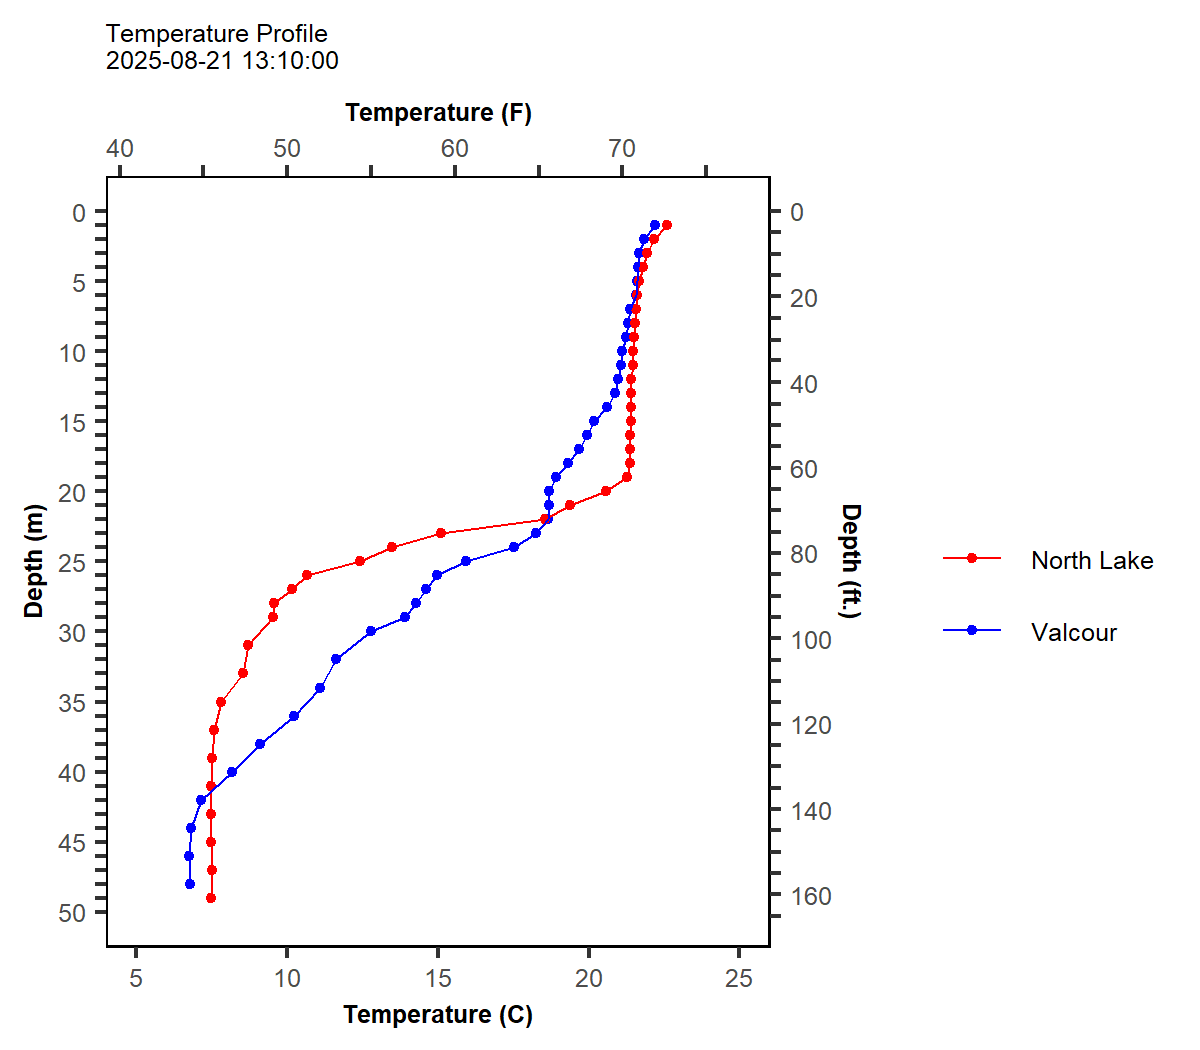 Temperature Profile
2025-08-21 13:10:00
Temperature (F)
40 50 60 70
0 0
5
20
10
40
15
60
20
Depth (m)
Depth (ft.)
80
25
North Lake
30
100
Valcour
35
120
40
140
45
160
50
5 10 15 20 25
Temperature (C)